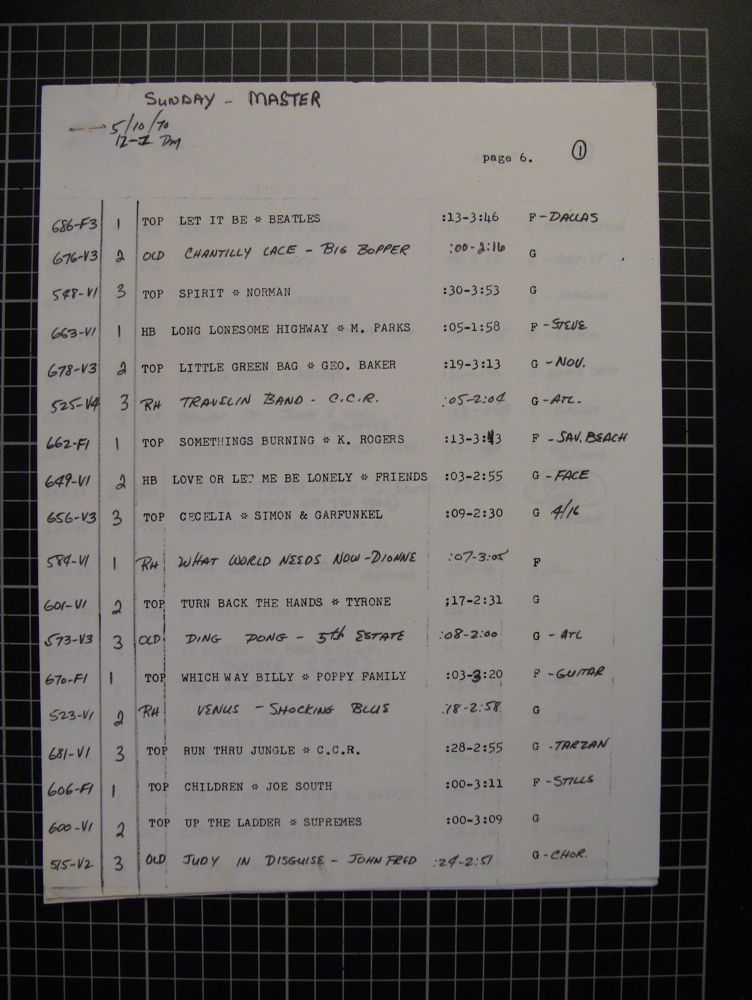 SUNDAY - MASTER
5/10/70
12-1 PM
page 6. 1
686-F3 1 TOP LET IT BE * BEATLES :13-3:46 F-DALLAS
676-V3 2 OLD CHANTILLY LACE - BIG BOPPER :00-2:16 G
548-V1 3 TOP SPIRIT * NORMAN :30-3:53 G
663-V1 1 HB LONG LONESOME HIGHWAY * M. PARKS :05-1:58 F-STEVE
678-V3 2 TOP LITTLE GREEN BAG * GEO. BAKER :19-3:13 G-NOV.
525-V4 3 RH TRAVELIN BAND - C.C.R. :05-2:04 G-ATL.
662-F1 1 TOP SOMETHINGS BURNING * K. ROGERS :13-3:43 F-SAV. BEACH
649-V1 2 HB LOVE OR LET ME BE LONELY * FRIENDS :03-2:55 G-FACE
656-V3 3 TOP CECELIA * SIMON & GARFUNKEL :09-2:30 G 4/16
584-V1 1 RH WHAT WORLD NEEDS NOW-DIONNE :07-3:05 F
601-V1 2 TOP TURN BACK THE HANDS * TYRONE ;17-2:31 G
573-V3 3 OLD DING DONG - 5th ESTATE :08-2:00 G-ATL
670-F1 1 TOP WHICH WAY BILLY * POPPY FAMILY :03-3:20 F-GUITAR
523-V1 2 RH VENUS - SHOCKING BLUE :18-2:58 G
681-V1 3 TOP RUN THRU JUNGLE * C.C.R. :28-2:55 G-TARZAN
606-F1 1 TOP CHILDREN * JOE SOUTH :00-3:11 F-STILLS
600-V1 2 TOP UP THE LADDER * SUPREMES :00-3:09 G
515-V2 3 OLD JUDY IN DISGUISE - JOHN FRED :24-2:51 G-CHOR.